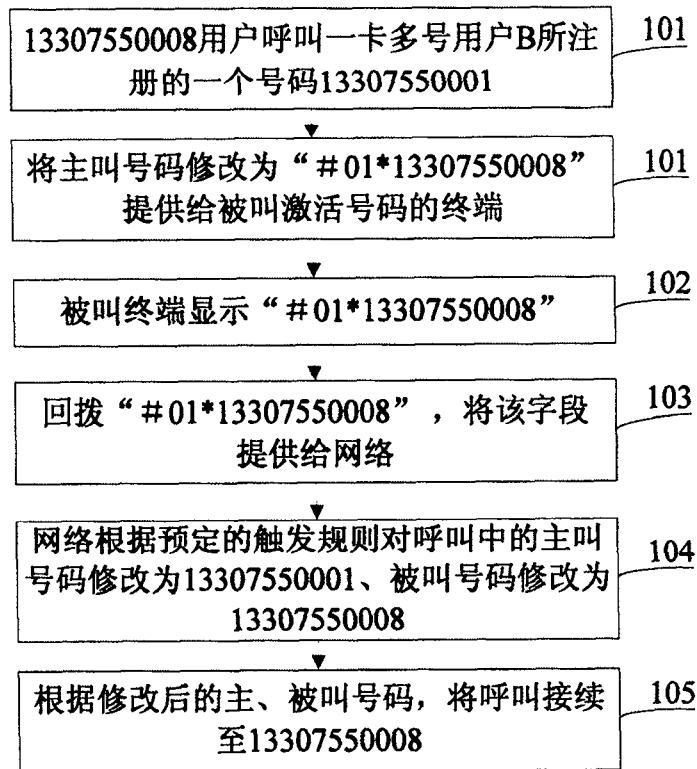 13307550008用户呼叫一卡多号用户B所注
册的一个号码13307550001
101
将主叫号码修改为“#01*13307550008”
提供给被叫激活号码的终端
101
被叫终端显示“#01*13307550008”
102
回拨“#01*13307550008”，将该字段
提供给网络
103
网络根据预定的触发规则对呼叫中的主叫
号码修改为13307550001、被叫号码修改为
13307550008
104
根据修改后的主、被叫号码，将呼叫接续
至13307550008
105